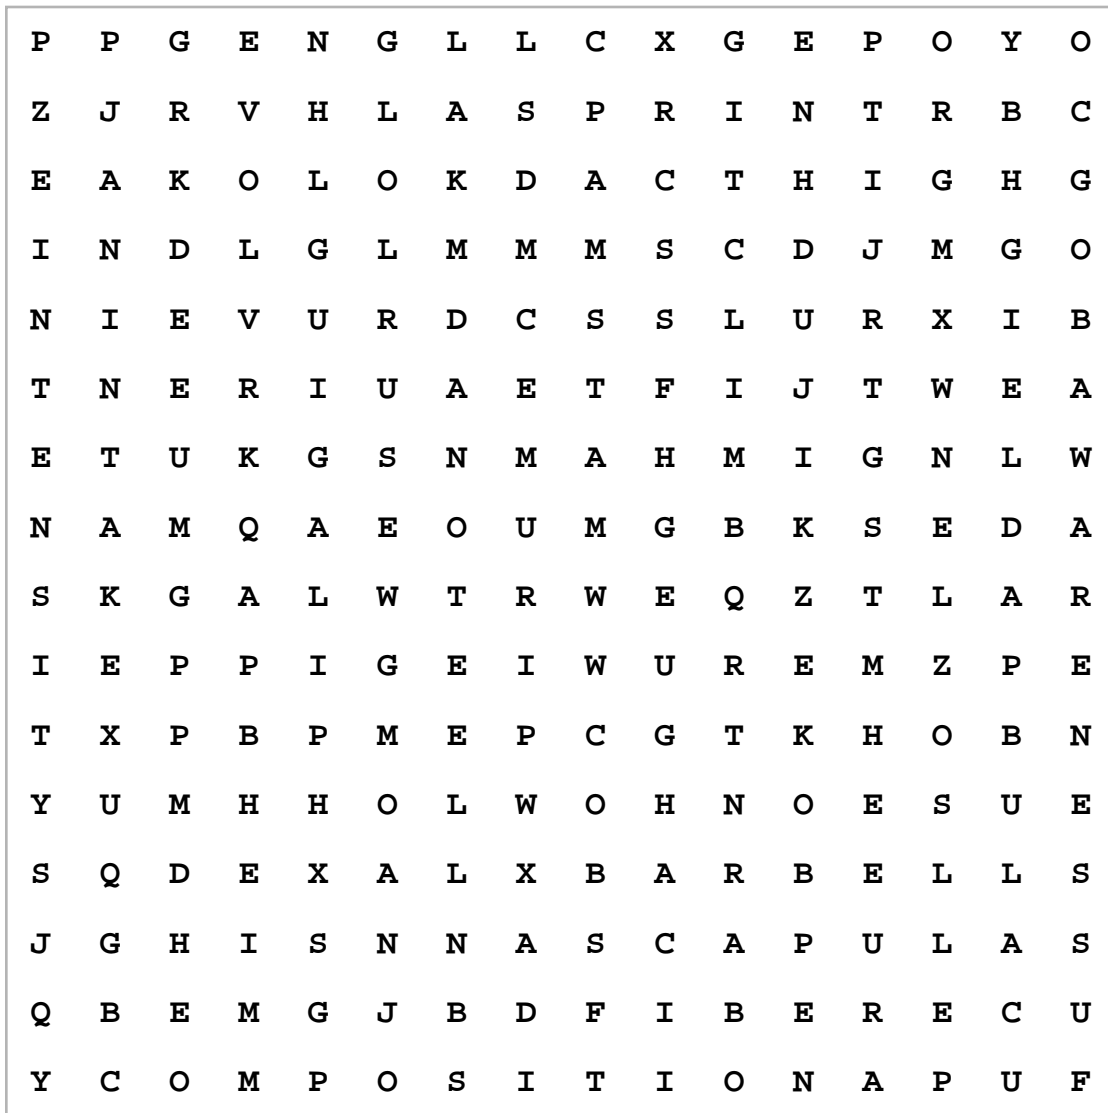 P P G E N G L L C X G E P O Y O
Z J R V H L A S P R I N T R B C
E A K O L O K D A C T H I G H G
I N D L G L M M M S C D J M G O
N I E V U R D C S S L U R X I B
T N E R I U A E T F I J T W E A
E T U K G S N M A H M I G N L W
N A M Q A E O U M G B K S E D A
S K G A L W T R W E Q Z T L A R
I E P P I G E I W U R E M Z P E
T X P B P M E P C G T K H O B N
Y U M H H O L W O H N O E S U E
S Q D E X A L X B A R B E L L S
J G H I S N N A S C A P U L A S
Q B E M G J B D F I B E R E C U
Y C O M P O S I T I O N A P U F